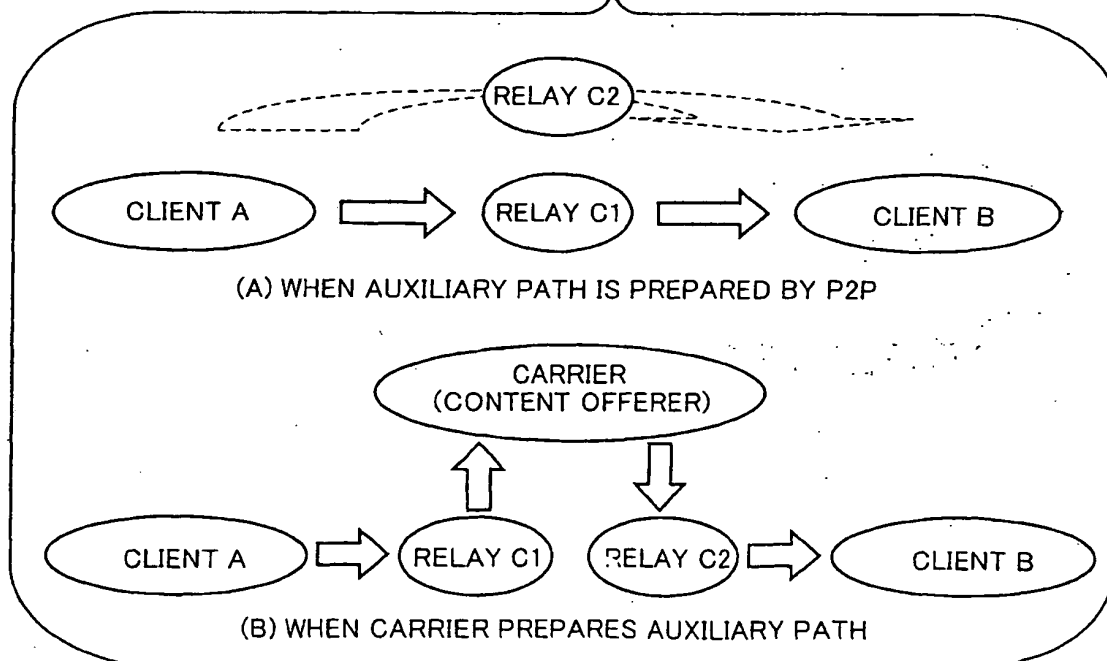 RELAY C2
CLIENT A
RELAY C1
CLIENT B
(A) WHEN AUXILIARY PATH IS PREPARED BY P2P
CARRIER
(CONTENT OFFERER)
CLIENT A
RELAY C1
RELAY C2
CLIENT B
(B) WHEN CARRIER PREPARES AUXILIARY PATH